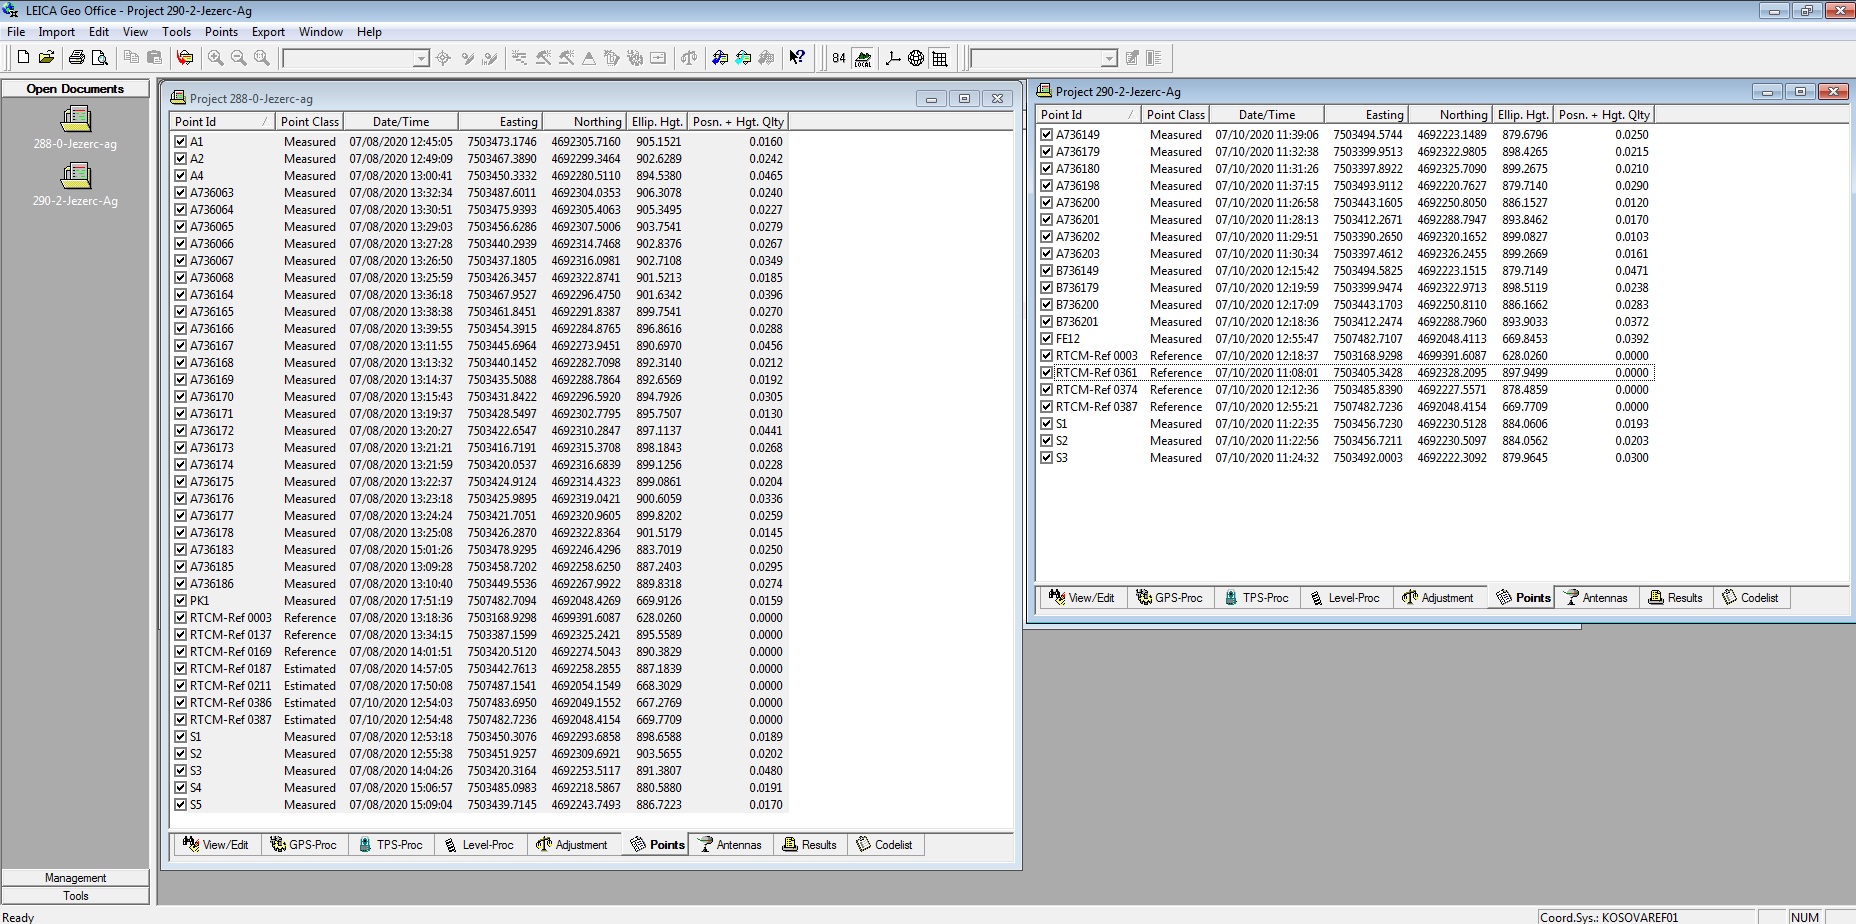 LEICA Geo Office - Project 290-2-Jezerc-Ag
File Import Edit View Tools Points Export Window Help
84 LOCAL
Open Documents
288-0-Jezerc-ag
290-2-Jezerc-Ag
Management
Tools
Project 288-0-Jezerc-ag
Point Id Point Class Date/Time Easting Northing Ellip. Hgt. Posn. + Hgt. Qlty
A1 Measured 07/08/2020 12:45:05 7503473.1746 4692305.7160 905.1521 0.0160
A2 Measured 07/08/2020 12:49:09 7503467.3890 4692299.3464 902.6289 0.0242
A4 Measured 07/08/2020 13:00:41 7503450.3332 4692280.5110 894.5380 0.0465
A736063 Measured 07/08/2020 13:32:34 7503487.6011 4692304.0353 906.3078 0.0240
A736064 Measured 07/08/2020 13:30:51 7503475.9393 4692305.4063 905.3495 0.0227
A736065 Measured 07/08/2020 13:29:03 7503456.6286 4692307.5006 903.7541 0.0279
A736066 Measured 07/08/2020 13:27:28 7503440.2939 4692314.7468 902.8376 0.0267
A736067 Measured 07/08/2020 13:26:50 7503437.1805 4692316.0981 902.7108 0.0349
A736068 Measured 07/08/2020 13:25:59 7503426.3457 4692322.8741 901.5213 0.0185
A736164 Measured 07/08/2020 13:36:18 7503467.9527 4692296.4750 901.6342 0.0396
A736165 Measured 07/08/2020 13:38:38 7503461.8451 4692291.8387 899.7541 0.0270
A736166 Measured 07/08/2020 13:39:55 7503454.3915 4692284.8765 896.8616 0.0288
A736167 Measured 07/08/2020 13:11:55 7503445.6964 4692273.9451 890.6970 0.0456
A736168 Measured 07/08/2020 13:13:32 7503440.1452 4692282.7098 892.3140 0.0212
A736169 Measured 07/08/2020 13:14:37 7503435.5088 4692288.7864 892.6569 0.0192
A736170 Measured 07/08/2020 13:15:43 7503431.8422 4692296.5920 894.7926 0.0305
A736171 Measured 07/08/2020 13:19:37 7503428.5497 4692302.7795 895.7507 0.0130
A736172 Measured 07/08/2020 13:20:27 7503422.6547 4692310.2847 897.1137 0.0441
A736173 Measured 07/08/2020 13:21:21 7503416.7191 4692315.3708 898.1843 0.0268
A736174 Measured 07/08/2020 13:21:59 7503420.0537 4692316.6839 899.1256 0.0228
A736175 Measured 07/08/2020 13:22:37 7503424.9124 4692314.4323 899.0861 0.0204
A736176 Measured 07/08/2020 13:23:18 7503425.9895 4692319.0421 900.6059 0.0336
A736177 Measured 07/08/2020 13:24:24 7503421.7051 4692320.9605 899.8202 0.0259
A736178 Measured 07/08/2020 13:25:08 7503426.2870 4692322.8364 901.5179 0.0145
A736183 Measured 07/08/2020 15:01:26 7503478.9295 4692246.4296 883.7019 0.0250
A736185 Measured 07/08/2020 13:09:28 7503458.7202 4692258.6250 887.2403 0.0295
A736186 Measured 07/08/2020 13:10:40 7503449.5536 4692267.9922 889.8318 0.0274
PK1 Measured 07/08/2020 17:51:19 7507482.7094 4692048.4269 669.9126 0.0159
RTCM-Ref 0003 Reference 07/08/2020 13:18:36 7503168.9298 4699391.6087 628.0260 0.0000
RTCM-Ref 0137 Reference 07/08/2020 13:34:15 7503387.1599 4692325.2421 895.5589 0.0000
RTCM-Ref 0169 Reference 07/08/2020 14:01:51 7503420.5120 4692274.5043 890.3829 0.0000
RTCM-Ref 0187 Estimated 07/08/2020 14:57:05 7503442.7613 4692258.2855 887.1839 0.0000
RTCM-Ref 0211 Estimated 07/08/2020 17:50:08 7507487.1541 4692054.1549 668.3029 0.0000
RTCM-Ref 0386 Estimated 07/10/2020 12:54:03 7507483.6950 4692049.1552 667.2769 0.0000
RTCM-Ref 0387 Estimated 07/10/2020 12:54:48 7507482.7236 4692048.4154 669.7709 0.0000
S1 Measured 07/08/2020 12:53:18 7503450.3076 4692293.6858 898.6588 0.0189
S2 Measured 07/08/2020 12:55:38 7503451.9257 4692309.6921 903.5655 0.0202
S3 Measured 07/08/2020 14:04:26 7503420.3164 4692253.5117 891.3807 0.0480
S4 Measured 07/08/2020 15:06:57 7503485.0983 4692218.5867 880.5880 0.0191
S5 Measured 07/08/2020 15:09:04 7503439.7145 4692243.7493 886.7223 0.0170
View/Edit GPS-Proc TPS-Proc Level-Proc Adjustment Points Antennas Results Codelist
Project 290-2-Jezerc-Ag
Point Id Point Class Date/Time Easting Northing Ellip. Hgt. Posn. + Hgt. Qlty
A736149 Measured 07/10/2020 11:39:06 7503494.5744 4692223.1489 879.6796 0.0250
A736179 Measured 07/10/2020 11:32:38 7503399.9513 4692322.9805 898.4265 0.0215
A736180 Measured 07/10/2020 11:31:26 7503397.8922 4692325.7090 899.2675 0.0210
A736198 Measured 07/10/2020 11:37:15 7503493.9112 4692220.7627 879.7140 0.0290
A736200 Measured 07/10/2020 11:26:58 7503443.1605 4692250.8050 886.1527 0.0120
A736201 Measured 07/10/2020 11:28:13 7503412.2671 4692288.7947 893.8462 0.0170
A736202 Measured 07/10/2020 11:29:51 7503390.2650 4692320.1652 899.0827 0.0103
A736203 Measured 07/10/2020 11:30:34 7503397.4612 4692326.2455 899.2669 0.0161
B736149 Measured 07/10/2020 12:15:42 7503494.5825 4692223.1515 879.7149 0.0471
B736179 Measured 07/10/2020 12:19:59 7503399.9474 4692322.9713 898.5119 0.0238
B736200 Measured 07/10/2020 12:17:09 7503443.1703 4692250.8110 886.1662 0.0283
B736201 Measured 07/10/2020 12:18:36 7503412.2474 4692288.7960 893.9033 0.0372
FE12 Measured 07/10/2020 12:55:47 7507482.7107 4692048.4113 669.8453 0.0392
RTCM-Ref 0003 Reference 07/10/2020 12:18:37 7503168.9298 4699391.6087 628.0260 0.0000
RTCM-Ref 0361 Reference 07/10/2020 11:08:01 7503405.3428 4692328.2095 897.9499 0.0000
RTCM-Ref 0374 Reference 07/10/2020 12:12:36 7503485.8390 4692227.5571 878.4859 0.0000
RTCM-Ref 0387 Reference 07/10/2020 12:55:21 7507482.7236 4692048.4154 669.7709 0.0000
S1 Measured 07/10/2020 11:22:35 7503456.7230 4692230.5128 884.0606 0.0193
S2 Measured 07/10/2020 11:22:56 7503456.7211 4692230.5097 884.0562 0.0203
S3 Measured 07/10/2020 11:24:32 7503492.0003 4692222.3092 879.9645 0.0300
View/Edit GPS-Proc TPS-Proc Level-Proc Adjustment Points Antennas Results Codelist
Ready
Coord.Sys.: KOSOVAREF01 NUM